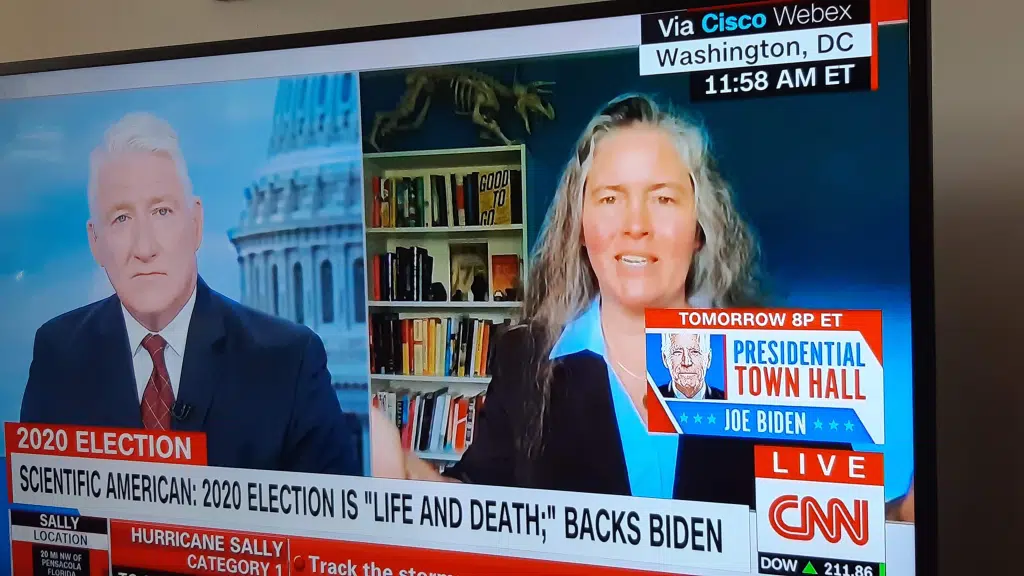 Via Cisco Webex
Washington, DC
11:58 AM ET
GOOD
TO
GO
TOMORROW 8P ET
PRESIDENTIAL
TOWN HALL
JOE BIDEN
2020 ELECTION
SCIENTIFIC AMERICAN: 2020 ELECTION IS "LIFE AND DEATH;" BACKS BIDEN
LIVE
CNN
DOW 211.86
SALLY
LOCATION
20 MI NW OF
PENSACOLA
FLORIDA
HURRICANE SALLY
CATEGORY 1
Track the storm